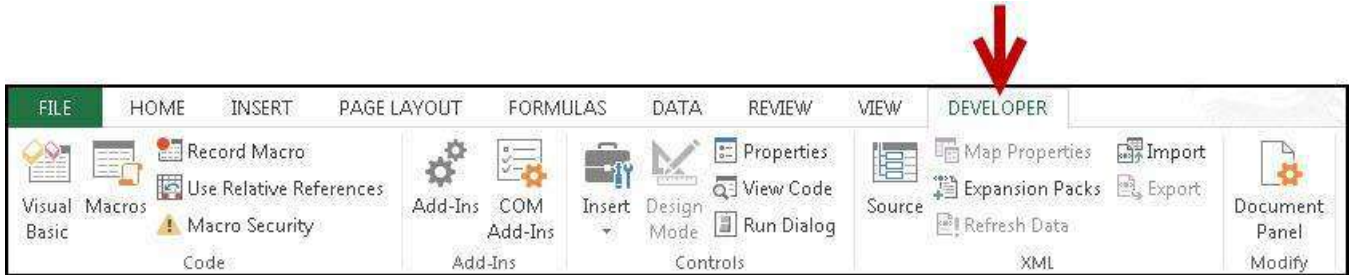 FILE HOME INSERT PAGE LAYOUT FORMULAS DATA REVIEW VIEW DEVELOPER
Visual Basic
Macros
Record Macro
Use Relative References
Macro Security
Code
Add-Ins
COM Add-Ins
Add-Ins
Insert
Design Mode
Properties
View Code
Run Dialog
Controls
Source
Map Properties
Expansion Packs
Refresh Data
Import
Export
XML
Document Panel
Modify